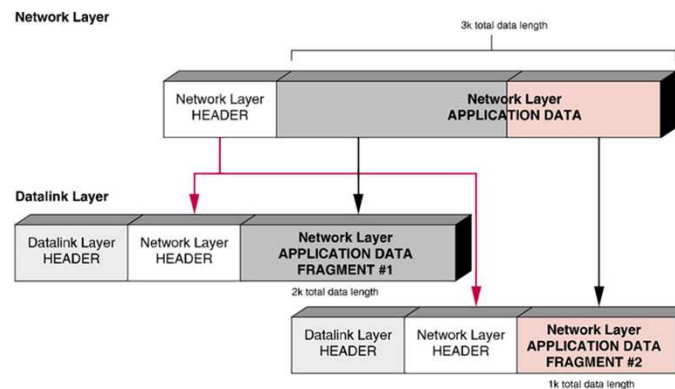 Network Layer
3k total data length
Network Layer
HEADER
Network Layer
APPLICATION DATA
Datalink Layer
Datalink Layer
HEADER
Network Layer
HEADER
Network Layer
APPLICATION DATA
FRAGMENT #1
2k total data length
Datalink Layer
HEADER
Network Layer
HEADER
Network Layer
APPLICATION DATA
FRAGMENT #2
1k total data length